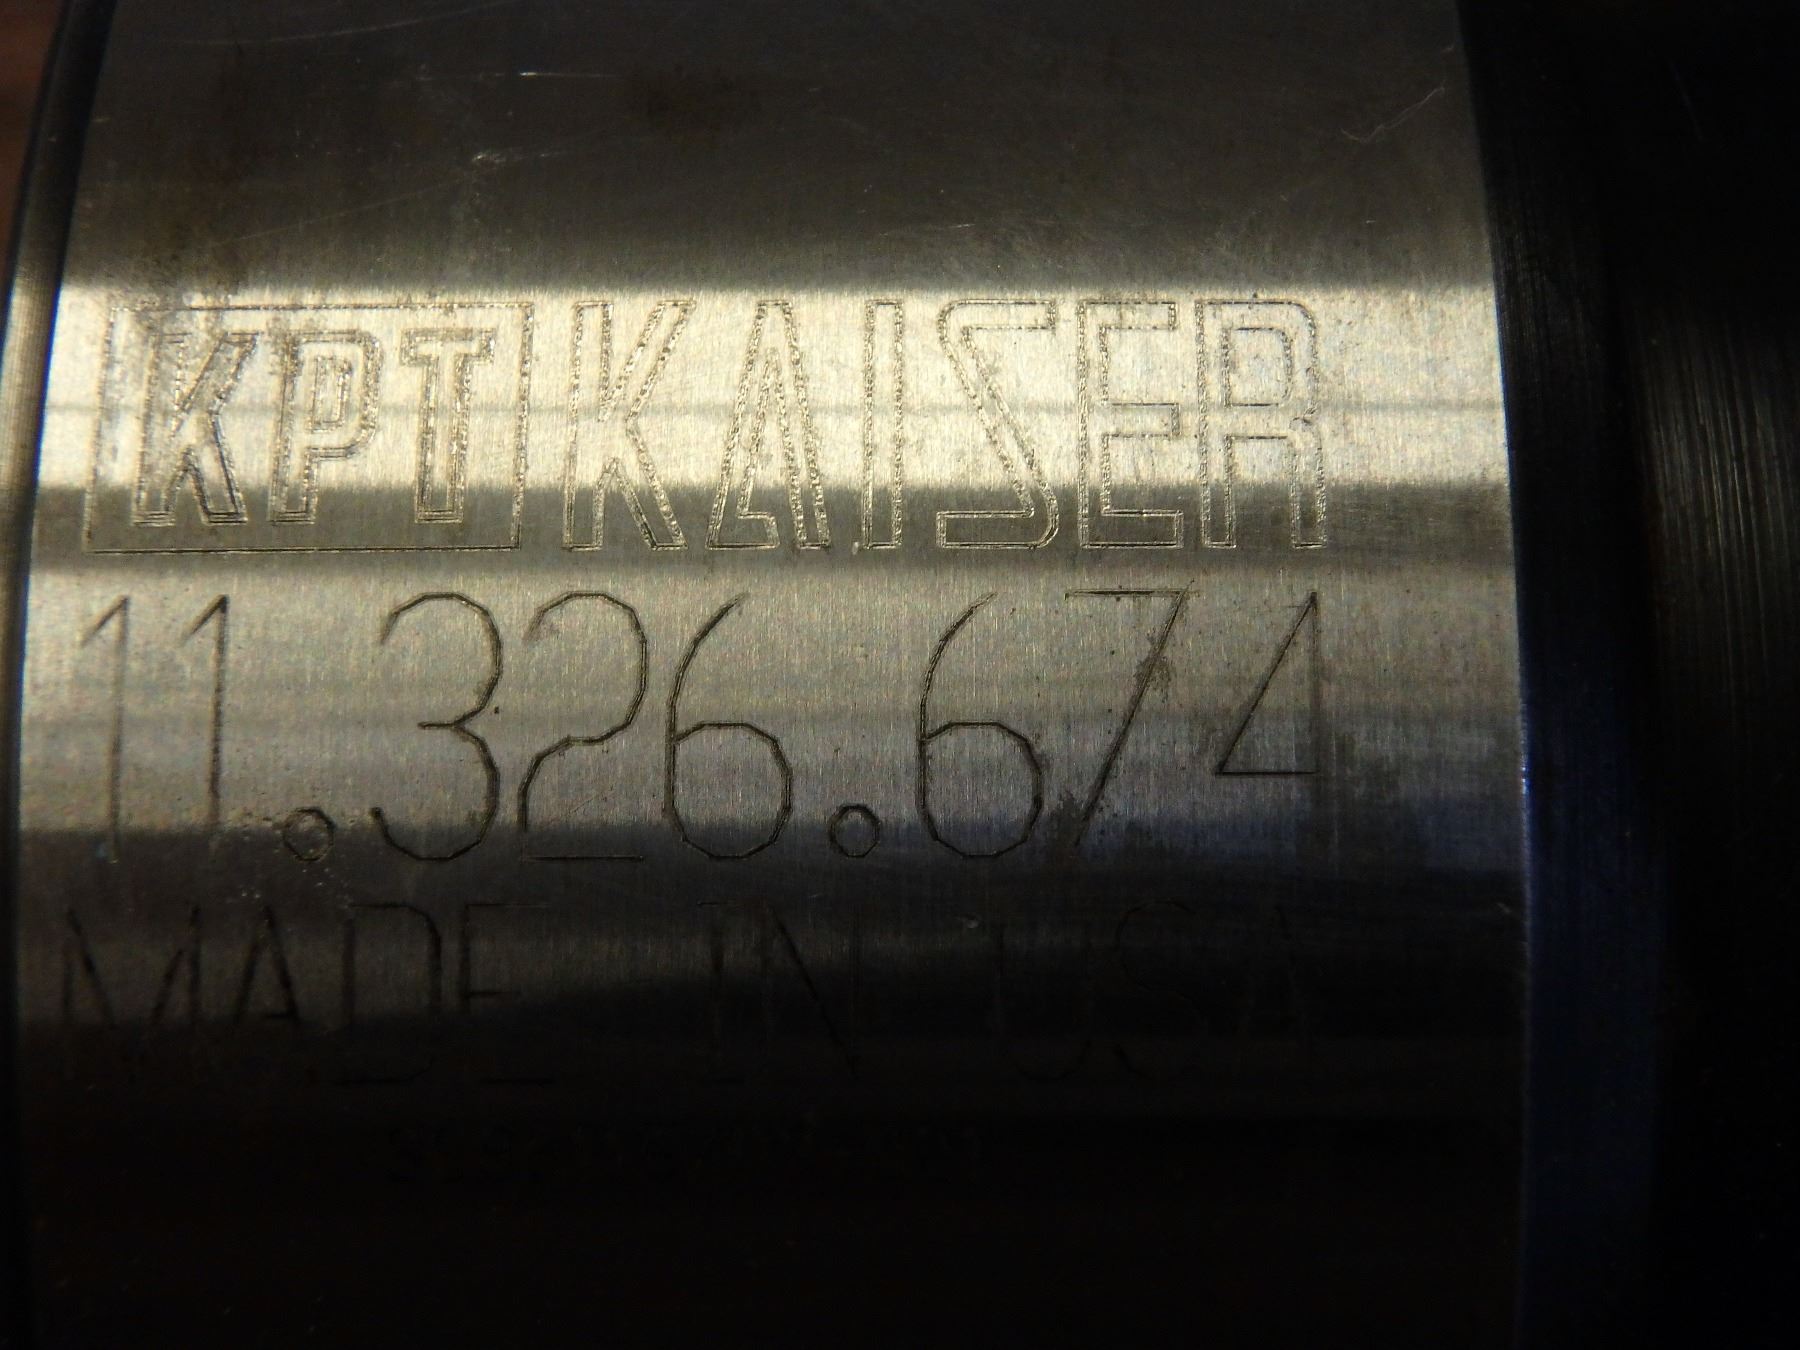 KPT KAISER
11.326.674
MADE IN USA